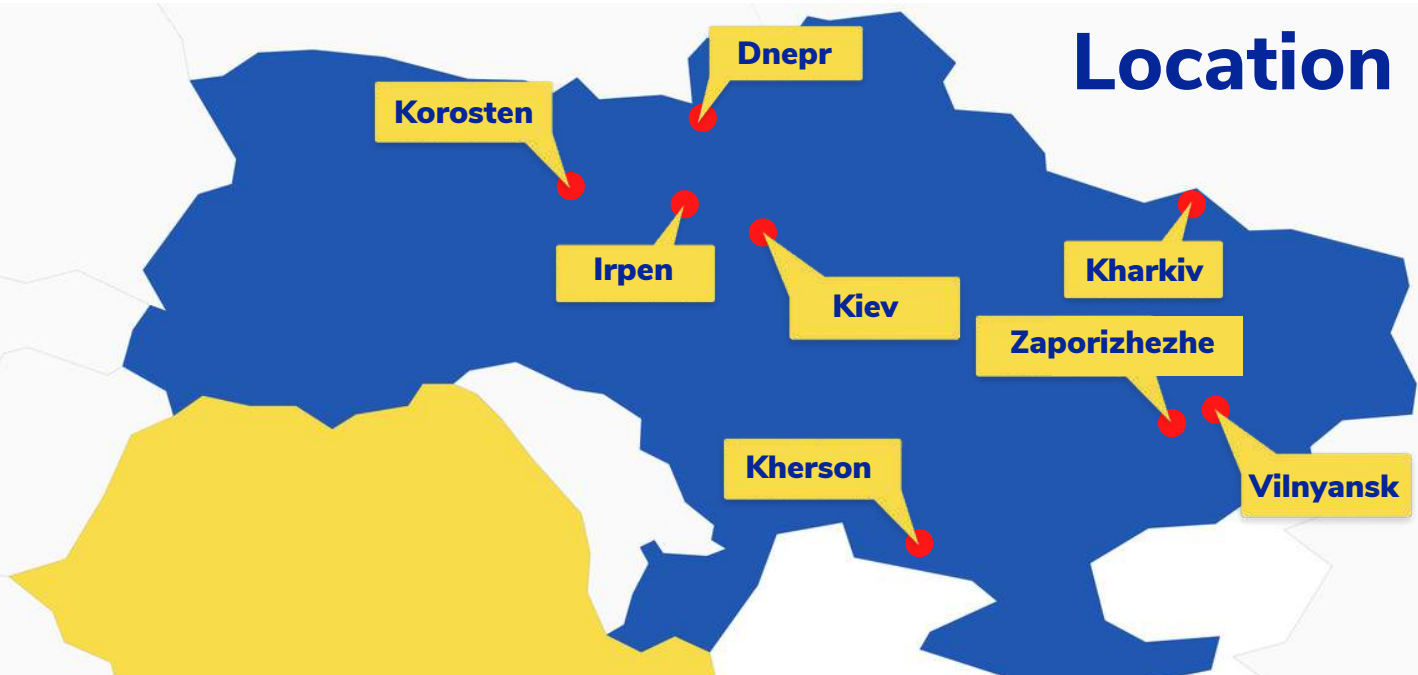 Location
Dnepr
Korosten
Irpen
Kharkiv
Kiev
Zaporizhezhe
Kherson
Vilnyansk